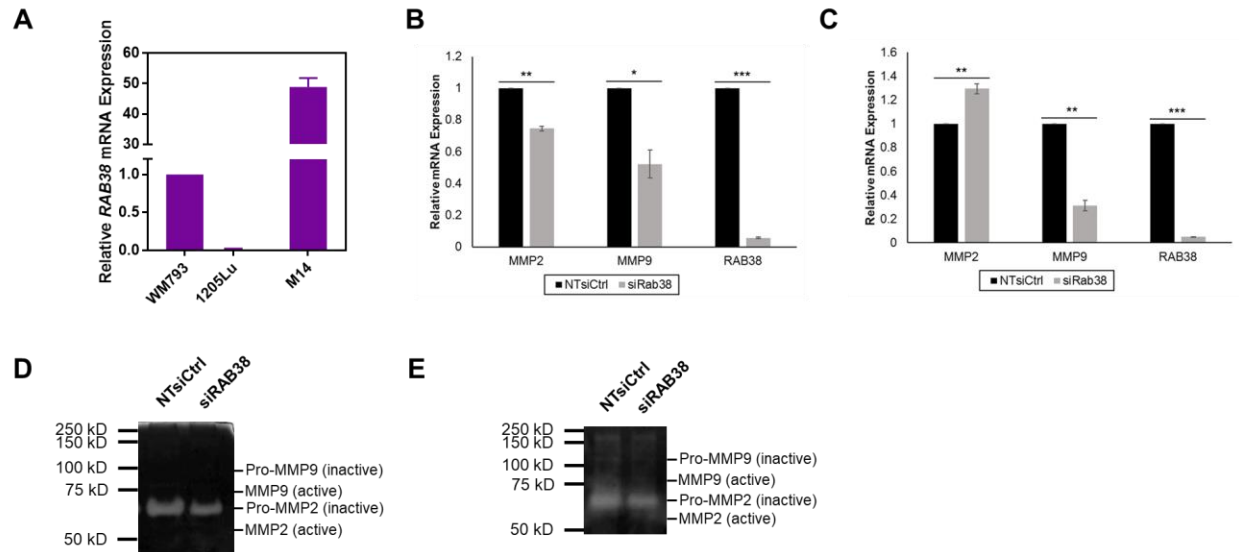 A
Relative RAB38 mRNA Expression
60
50
40
30
1.0
0.5
0.0
WM793
1205Lu
M14
B
Relative mRNA Expression
1.2
1
0.8
0.6
0.4
0.2
0
**
*
***
MMP2
MMP9
RAB38
NTsiCtrl
siRab38
C
Relative mRNA Expression
1.6
1.4
1.2
1
0.8
0.6
0.4
0.2
0
**
**
***
MMP2
MMP9
RAB38
NTsiCtrl
siRab38
D
NTsiCtrl
siRAB38
250 kD
150 kD
100 kD
75 kD
50 kD
Pro-MMP9 (inactive)
MMP9 (active)
Pro-MMP2 (inactive)
MMP2 (active)
E
NTsiCtrl
siRAB38
250 kD
150 kD
100 kD
75 kD
50 kD
Pro-MMP9 (inactive)
MMP9 (active)
Pro-MMP2 (inactive)
MMP2 (active)